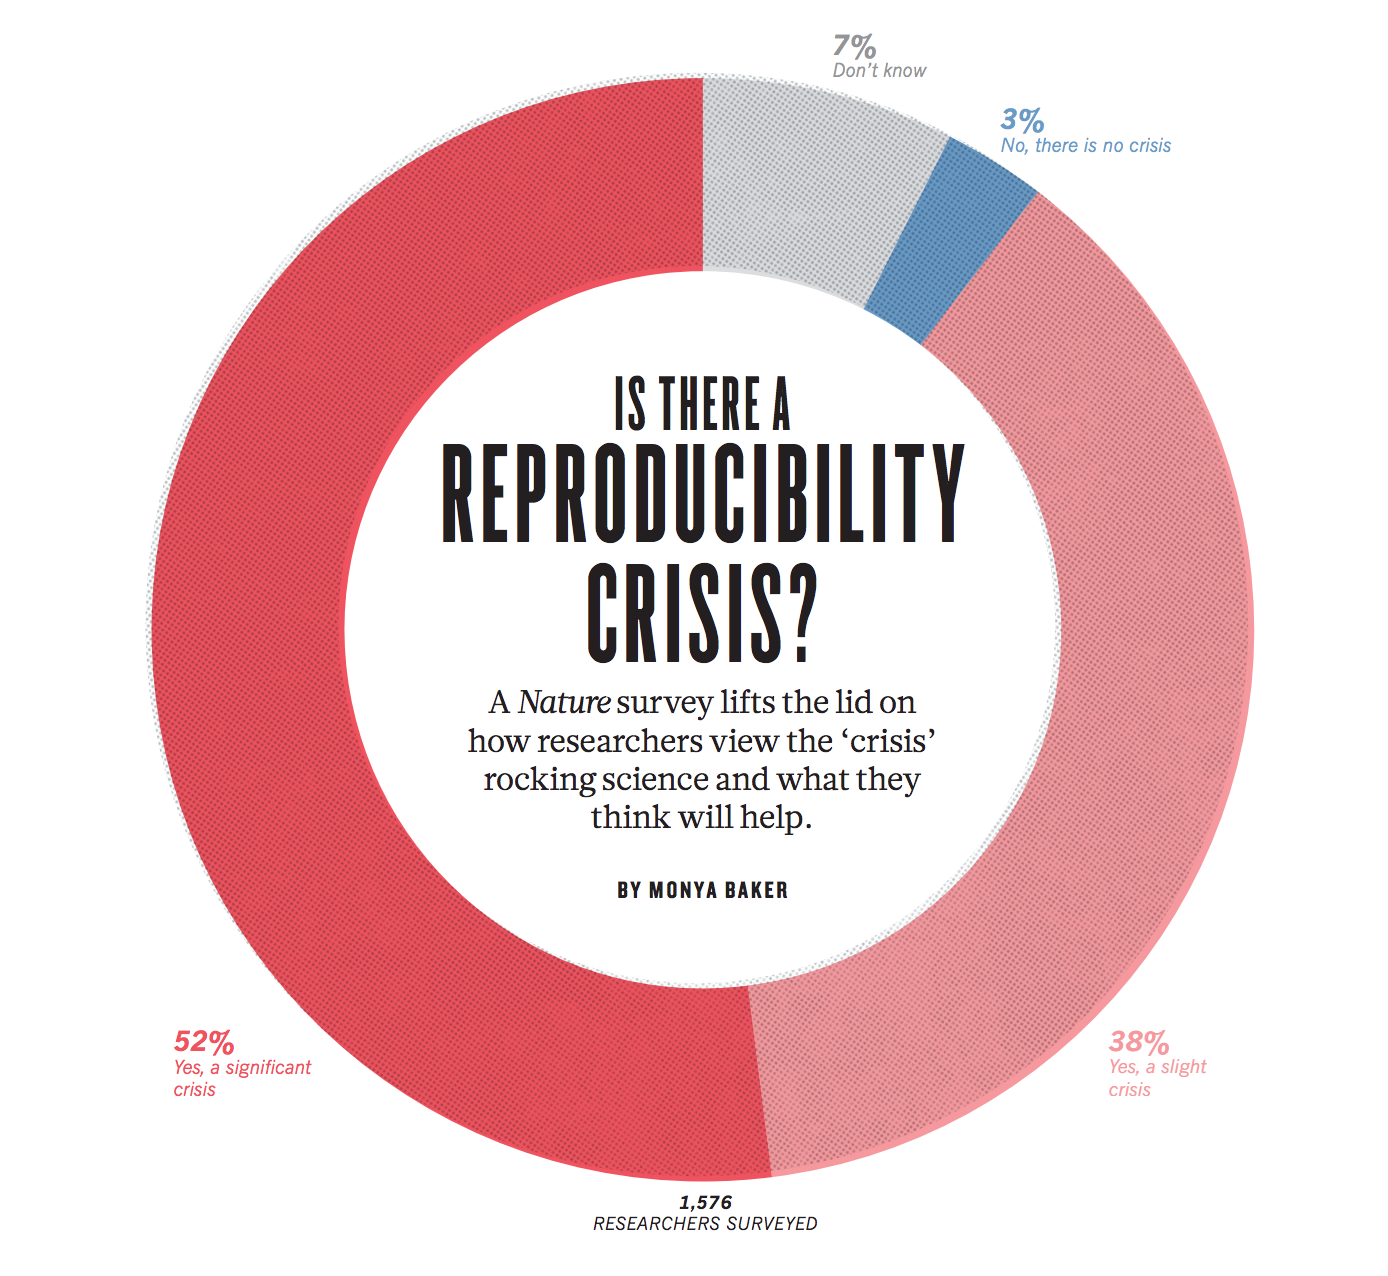 7%
Don't know
3%
No, there is no crisis
IS THERE A
REPRODUCIBILITY
CRISIS?
A Nature survey lifts the lid on
how researchers view the ‘crisis’
rocking science and what they
think will help.
BY MONYA BAKER
52%
Yes, a significant
crisis
38%
Yes, a slight
crisis
1,576
RESEARCHERS SURVEYED